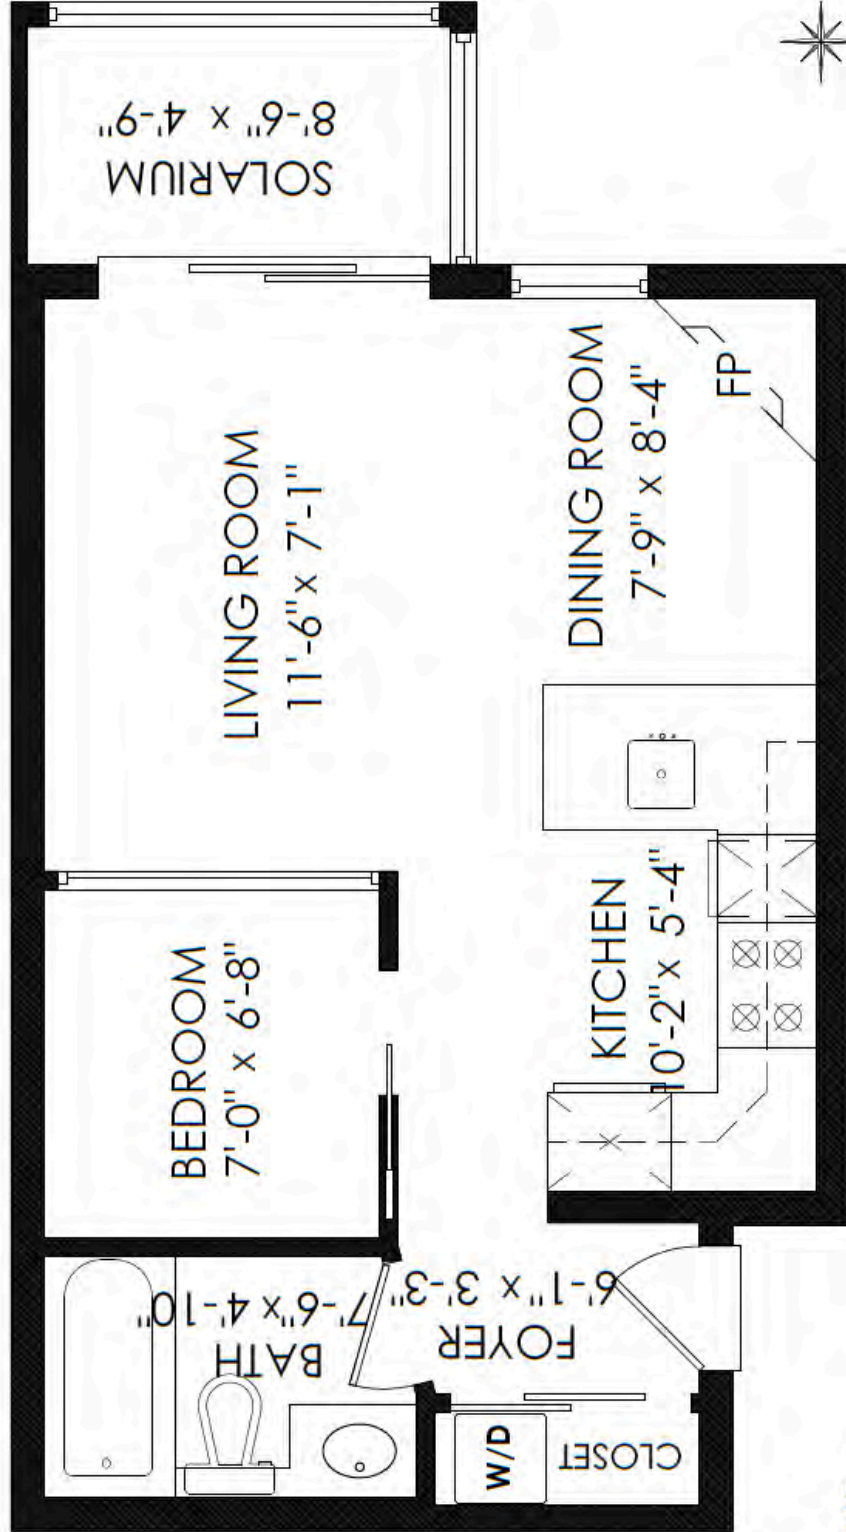 SOLARIUM
8'-6" x 4'-9"
LIVING ROOM
11'-6"x 7'-1"
DINING ROOM
7'-9" x 8'-4"
FP
KITCHEN
10'-2"x 5'-4"
BEDROOM
7'-0" x 6'-8"
BATH
7'-6"x 4'-10"
FOYER
6'-1" x 3'-3"
W/D
CLOSET